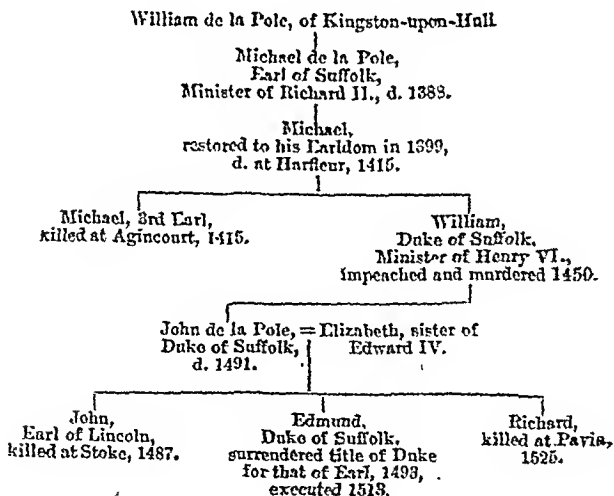 William de la Pole, of Kingston-upon-Hull
Michael de la Pole,
Earl of Suffolk,
Minister of Richard II., d. 1388.
Michael,
restored to his Earldom in 1399,
d. at Harfleur, 1415.
Michael, 3rd Earl,
killed at Agincourt, 1415.
William,
Duke of Suffolk,
Minister of Henry VI.,
impeached and murdered 1450.
John de la Pole, = Elizabeth, sister of
Duke of Suffolk, Edward IV.
d. 1491.
John,
Earl of Lincoln,
killed at Stoke, 1487.
Edmund,
Duke of Suffolk,
surrendered title of Duke
for that of Earl, 1493,
executed 1513.
Richard,
killed at Pavia,
1525.